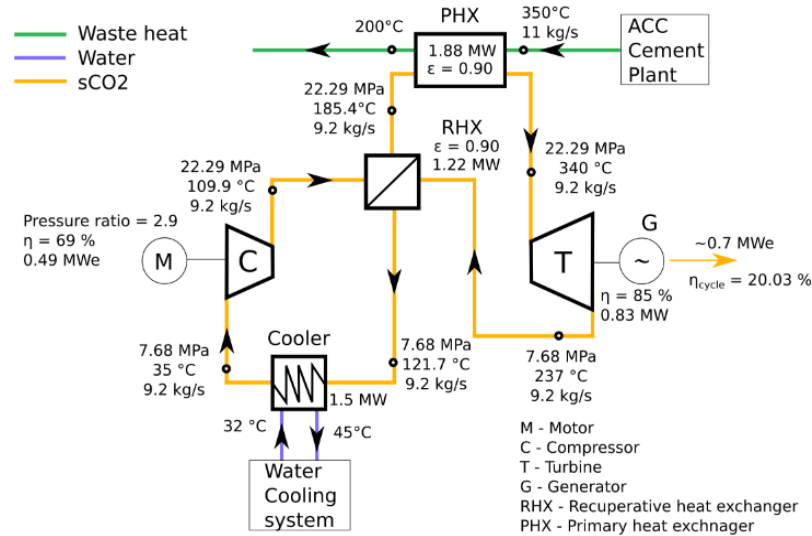 Waste heat
Water
sCO2
PHX
1.88 MW
ε = 0.90
200°C
350°C
11 kg/s
ACC
Cement
Plant
22.29 MPa
185.4°C
9.2 kg/s
RHX
ε = 0.90
1.22 MW
22.29 MPa
109.9 °C
9.2 kg/s
22.29 MPa
340 °C
9.2 kg/s
Pressure ratio = 2.9
η = 69 %
0.49 MWe
M
C
T
G
~
~0.7 MWe
ηcycle = 20.03 %
η = 85 %
0.83 MW
7.68 MPa
35 °C
9.2 kg/s
Cooler
1.5 MW
7.68 MPa
121.7 °C
9.2 kg/s
7.68 MPa
237 °C
9.2 kg/s
32 °C
45°C
Water
Cooling
system
M - Motor
C - Compressor
T - Turbine
G - Generator
RHX - Recuperative heat exchanger
PHX - Primary heat exchnager